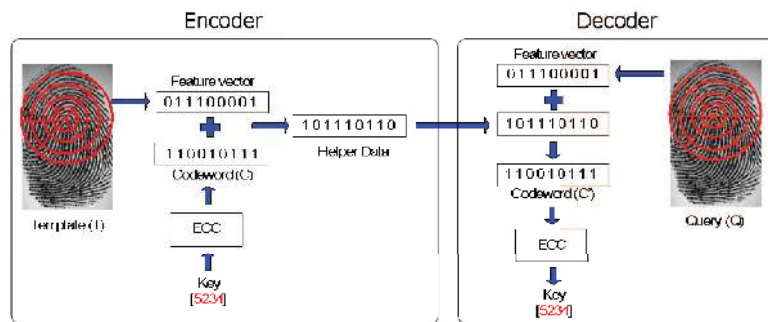 Encoder
Feature vector
011100001
110010111
Codeword (C)
ECC
Key
[5234]
Template (T)
101110110
Helper Data
Decoder
Feature vector
011100001
101110110
110010111
Codeword (C')
ECC
Key
[5234]
Query (Q)